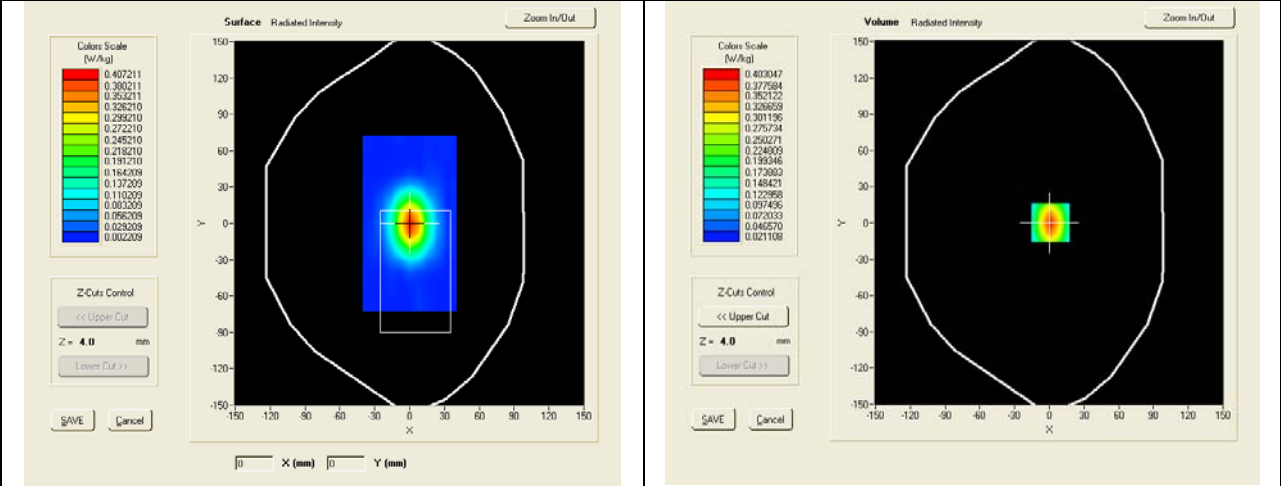 Surface Radiated Intensity
Zoom In/Out
Colors Scale
(W/kg)
0.407211
0.380211
0.353211
0.326210
0.299210
0.272210
0.245210
0.218210
0.191210
0.164209
0.137209
0.110209
0.083209
0.056209
0.029209
0.002209
Z-Cuts Control
<< Upper Cut
Z = 4.0 mm
Lower Cut >>
SAVE Cancel
150
120
90
60
30
0
-30
-60
-90
-120
-150
Y
-150 -120 -90 -60 -30 0 30 60 90 120 150
X
0 X (mm) 0 Y (mm)
Volume Radiated Intensity
Zoom In/Out
Colors Scale
(W/kg)
0.403047
0.377584
0.352122
0.326659
0.301196
0.275734
0.250271
0.224809
0.199346
0.173883
0.148421
0.122958
0.097496
0.072033
0.046570
0.021108
Z-Cuts Control
<< Upper Cut
Z = 4.0 mm
Lower Cut >>
SAVE Cancel
150
120
90
60
30
0
-30
-60
-90
-120
-150
Y
-150 -120 -90 -60 -30 0 30 60 90 120 150
X